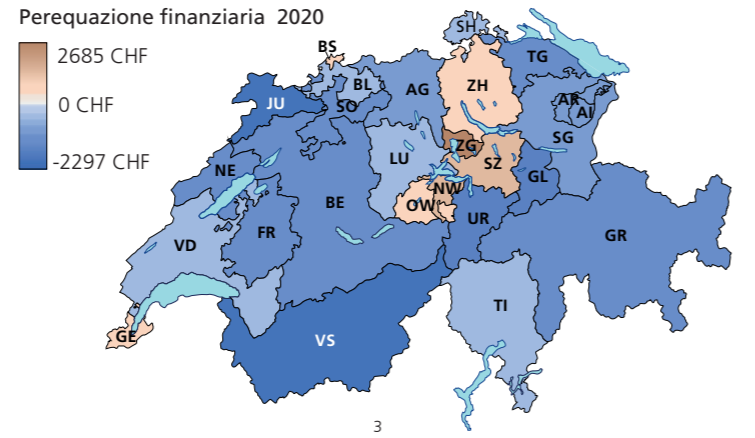 Perequazione finanziaria 2020
2685 CHF
0 CHF
-2297 CHF
SH
BS
TG
BL
ZH
AG
JU
SO
AR
AI
SG
ZG
LU
SZ
NE
GL
NW
BE
OW
UR
FR
GR
VD
TI
GE
VS
3